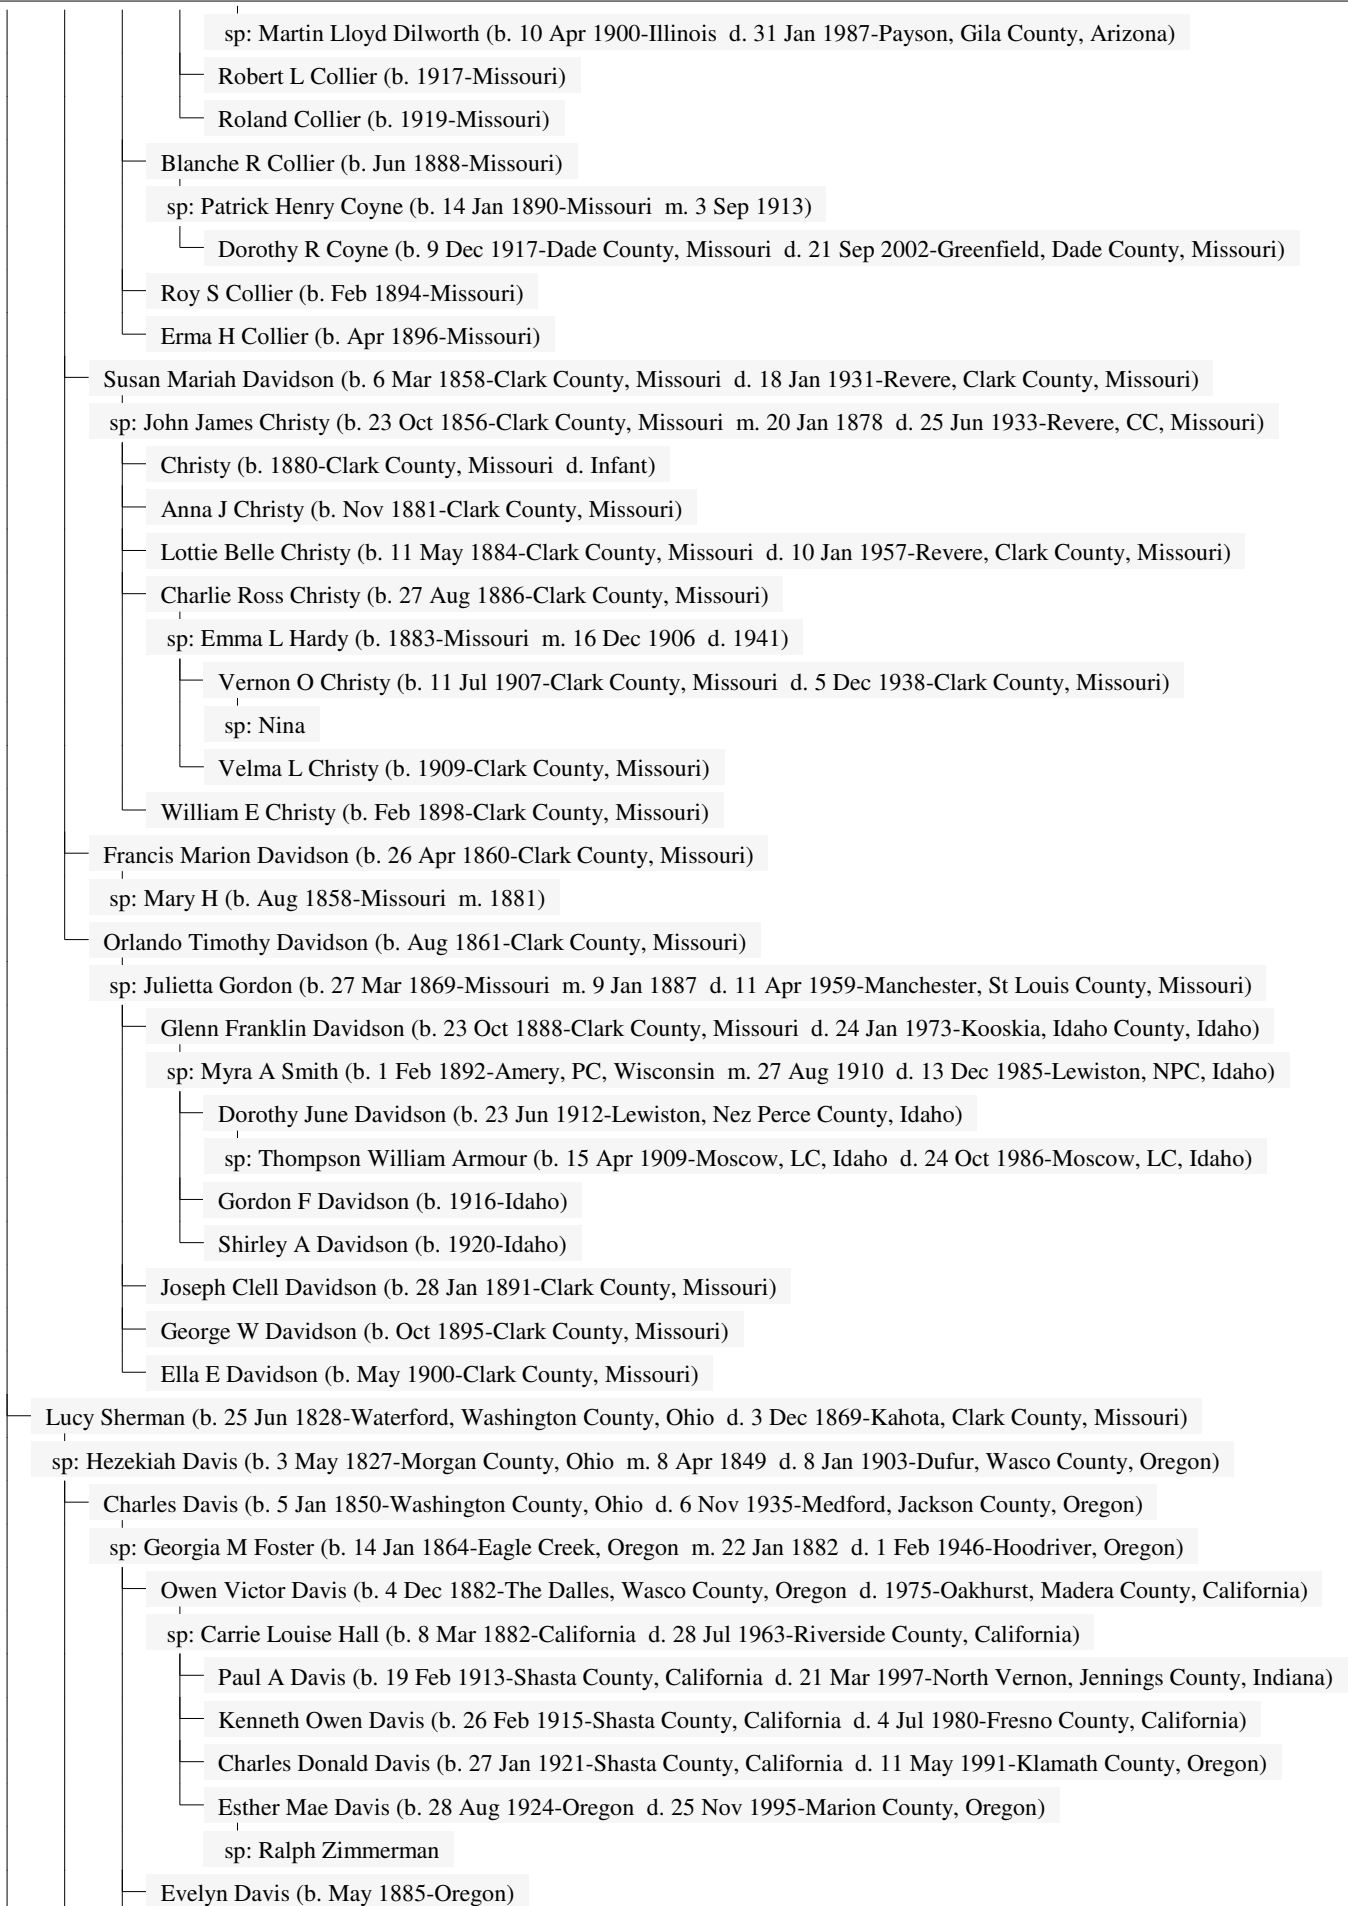 sp: Martin Lloyd Dilworth (b. 10 Apr 1900-Illinois d. 31 Jan 1987-Payson, Gila County, Arizona)
Robert L Collier (b. 1917-Missouri)
Roland Collier (b. 1919-Missouri)
Blanche R Collier (b. Jun 1888-Missouri)
sp: Patrick Henry Coyne (b. 14 Jan 1890-Missouri m. 3 Sep 1913)
Dorothy R Coyne (b. 9 Dec 1917-Dade County, Missouri d. 21 Sep 2002-Greenfield, Dade County, Missouri)
Roy S Collier (b. Feb 1894-Missouri)
Erma H Collier (b. Apr 1896-Missouri)
Susan Mariah Davidson (b. 6 Mar 1858-Clark County, Missouri d. 18 Jan 1931-Revere, Clark County, Missouri)
sp: John James Christy (b. 23 Oct 1856-Clark County, Missouri m. 20 Jan 1878 d. 25 Jun 1933-Revere, CC, Missouri)
Christy (b. 1880-Clark County, Missouri d. Infant)
Anna J Christy (b. Nov 1881-Clark County, Missouri)
Lottie Belle Christy (b. 11 May 1884-Clark County, Missouri d. 10 Jan 1957-Revere, Clark County, Missouri)
Charlie Ross Christy (b. 27 Aug 1886-Clark County, Missouri)
sp: Emma L Hardy (b. 1883-Missouri m. 16 Dec 1906 d. 1941)
Vernon O Christy (b. 11 Jul 1907-Clark County, Missouri d. 5 Dec 1938-Clark County, Missouri)
sp: Nina
Velma L Christy (b. 1909-Clark County, Missouri)
William E Christy (b. Feb 1898-Clark County, Missouri)
Francis Marion Davidson (b. 26 Apr 1860-Clark County, Missouri)
sp: Mary H (b. Aug 1858-Missouri m. 1881)
Orlando Timothy Davidson (b. Aug 1861-Clark County, Missouri)
sp: Julietta Gordon (b. 27 Mar 1869-Missouri m. 9 Jan 1887 d. 11 Apr 1959-Manchester, St Louis County, Missouri)
Glenn Franklin Davidson (b. 23 Oct 1888-Clark County, Missouri d. 24 Jan 1973-Kooskia, Idaho County, Idaho)
sp: Myra A Smith (b. 1 Feb 1892-Amery, PC, Wisconsin m. 27 Aug 1910 d. 13 Dec 1985-Lewiston, NPC, Idaho)
Dorothy June Davidson (b. 23 Jun 1912-Lewiston, Nez Perce County, Idaho)
sp: Thompson William Armour (b. 15 Apr 1909-Moscow, LC, Idaho d. 24 Oct 1986-Moscow, LC, Idaho)
Gordon F Davidson (b. 1916-Idaho)
Shirley A Davidson (b. 1920-Idaho)
Joseph Clell Davidson (b. 28 Jan 1891-Clark County, Missouri)
George W Davidson (b. Oct 1895-Clark County, Missouri)
Ella E Davidson (b. May 1900-Clark County, Missouri)
Lucy Sherman (b. 25 Jun 1828-Waterford, Washington County, Ohio d. 3 Dec 1869-Kahota, Clark County, Missouri)
sp: Hezekiah Davis (b. 3 May 1827-Morgan County, Ohio m. 8 Apr 1849 d. 8 Jan 1903-Dufur, Wasco County, Oregon)
Charles Davis (b. 5 Jan 1850-Washington County, Ohio d. 6 Nov 1935-Medford, Jackson County, Oregon)
sp: Georgia M Foster (b. 14 Jan 1864-Eagle Creek, Oregon m. 22 Jan 1882 d. 1 Feb 1946-Hoodriver, Oregon)
Owen Victor Davis (b. 4 Dec 1882-The Dalles, Wasco County, Oregon d. 1975-Oakhurst, Madera County, California)
sp: Carrie Louise Hall (b. 8 Mar 1882-California d. 28 Jul 1963-Riverside County, California)
Paul A Davis (b. 19 Feb 1913-Shasta County, California d. 21 Mar 1997-North Vernon, Jennings County, Indiana)
Kenneth Owen Davis (b. 26 Feb 1915-Shasta County, California d. 4 Jul 1980-Fresno County, California)
Charles Donald Davis (b. 27 Jan 1921-Shasta County, California d. 11 May 1991-Klamath County, Oregon)
Esther Mae Davis (b. 28 Aug 1924-Oregon d. 25 Nov 1995-Marion County, Oregon)
sp: Ralph Zimmerman
Evelyn Davis (b. May 1885-Oregon)